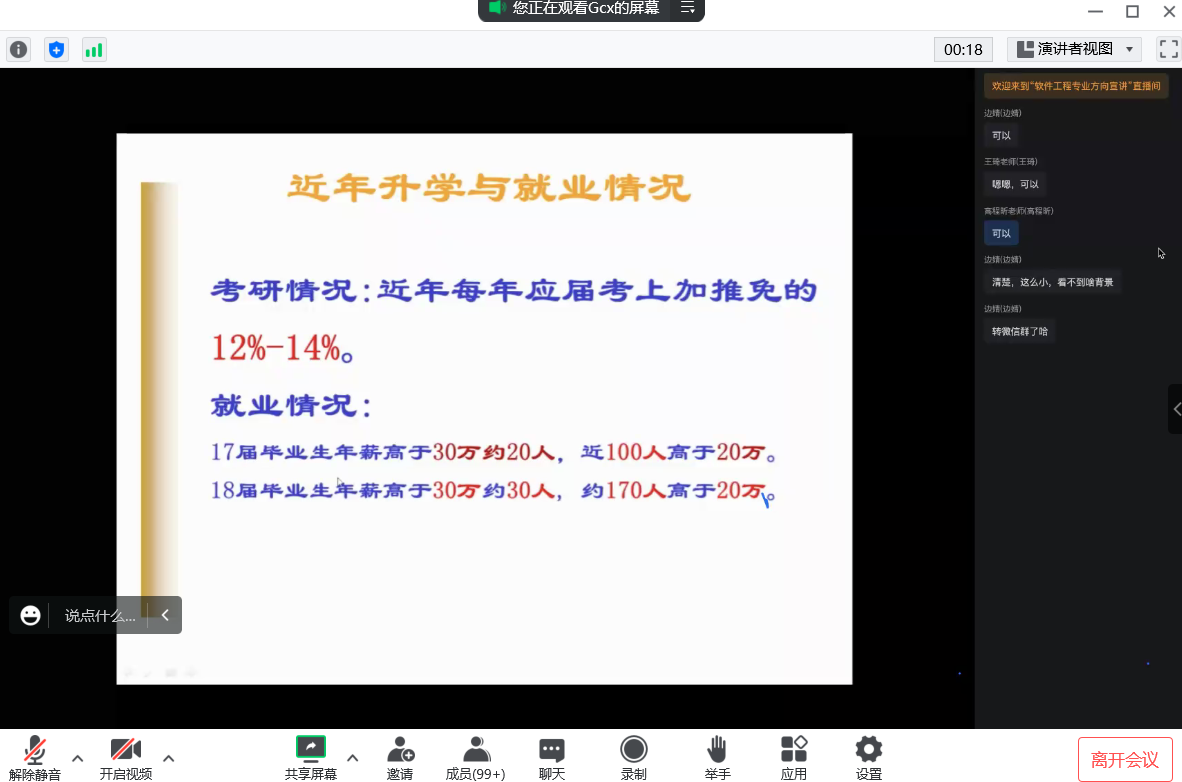 您正在观看Gcx的屏幕
00:18
演讲者视图
近年升学与就业情况
考研情况:近年每年应届考上加推免的
12%-14%。
就业情况:
17届毕业生年薪高于30万约20人，近100人高于20万。
18届毕业生年薪高于30万约30人，约170人高于20万。
说点什么...
欢迎来到“软件工程专业方向宣讲”直播间
边婧(边婧)
可以
王琦老师(王琦)
嗯嗯，可以
高程昕老师(高程昕)
可以
边婧(边婧)
清楚，这么小，看不到啥背景
边婧(边婧)
转微信群了哈
解除静音
开启视频
共享屏幕
邀请
成员(99+)
聊天
录制
举手
应用
设置
离开会议